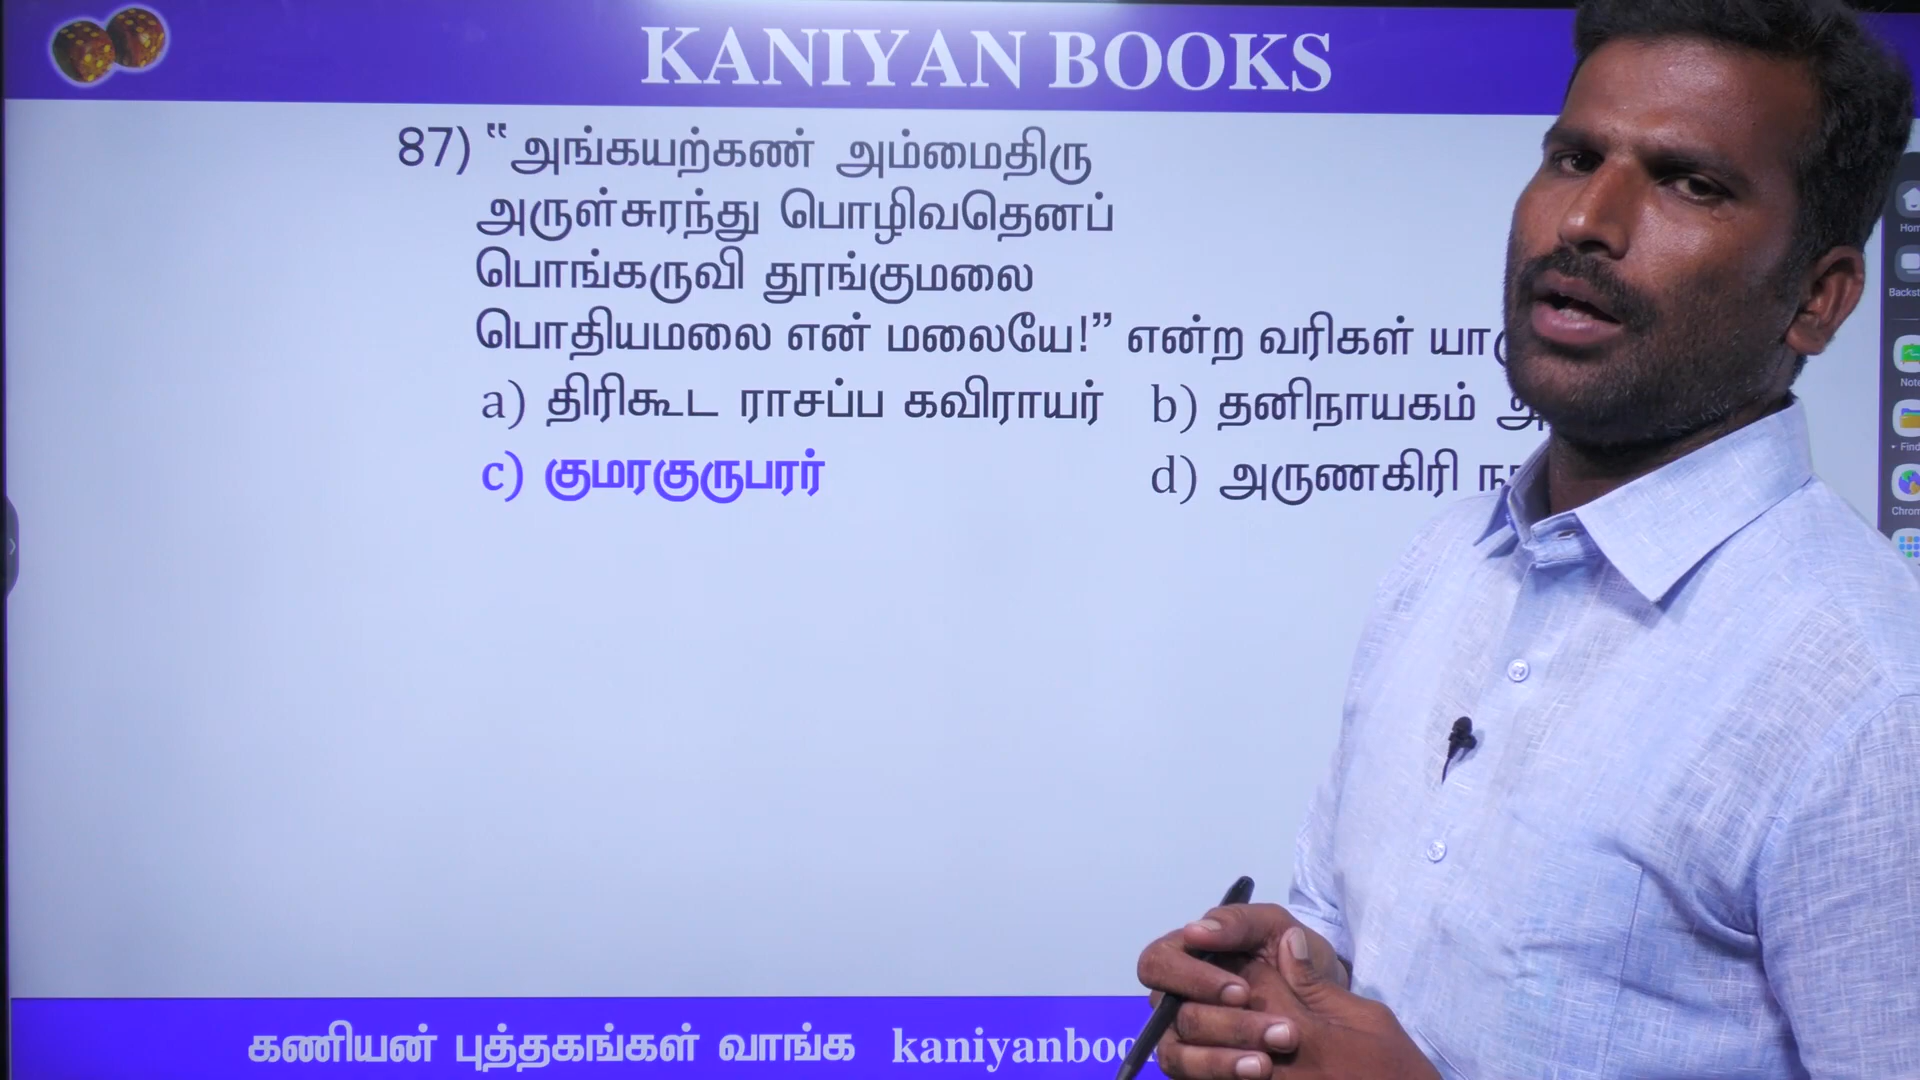 KANIYAN BOOKS
87) “அங்கயற்கண் அம்மைதிரு
அருள்சுரந்து பொழிவதெனப்
பொங்கருவி தூங்குமலை
பொதியமலை என் மலையே!” என்ற வரிகள்
a) திரிகூட ராசப்ப கவிராயர் b) தனிநாயகம்
c) குமரகுருபரர் d) அருணகிரி
கணியன் புத்தகங்கள் வாங்க